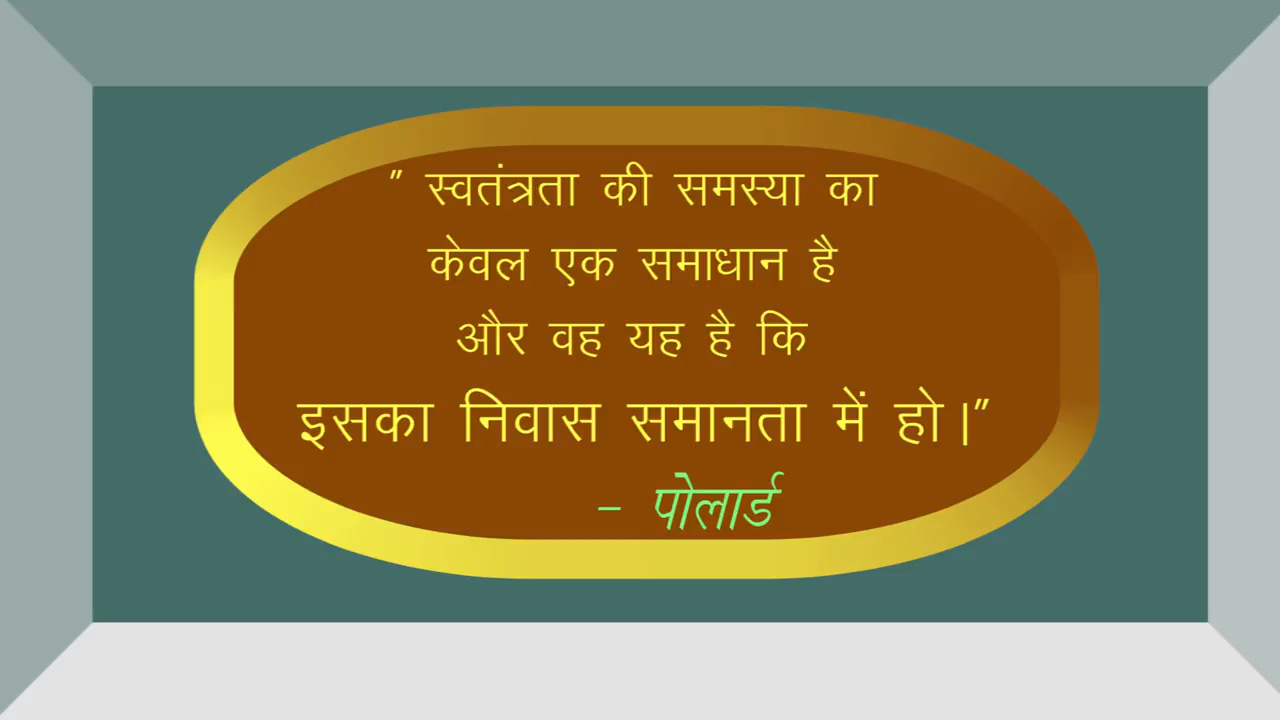 " स्वतंत्रता की समस्या का
केवल एक समाधान है
और वह यह है कि
इसका निवास समानता में हो।"
– पोलार्ड